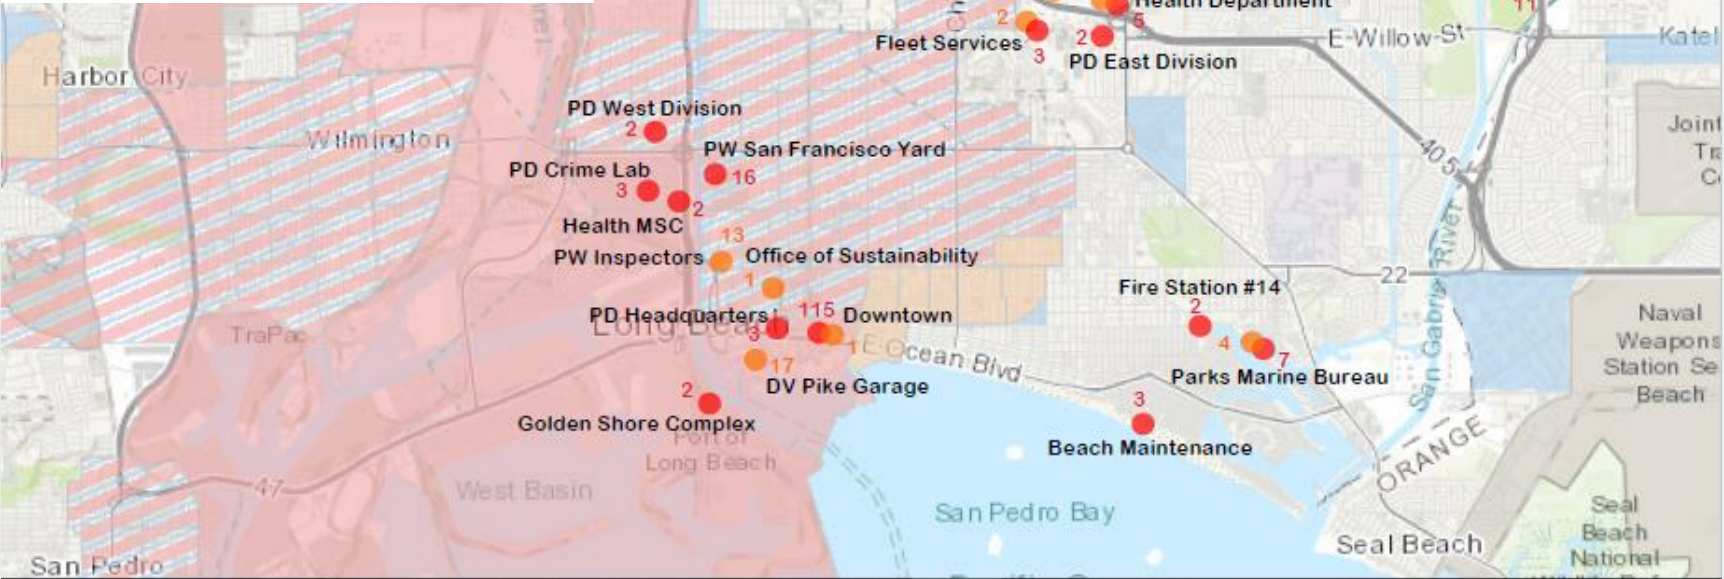 Health Department
11
5
2
Fleet Services
3
2
PD East Division
E-Willow-St
Harbor City
PD West Division
2
Wilmington
PW San Francisco Yard
16
PD Crime Lab
3
2
Health MSC
405
13
PW Inspectors
Office of Sustainability
1
22
San Gabriel River
Fire Station #14
2
PD Headquarters
3
115
Downtown
1
TraPac
E-Ocean Blvd
4
7
Parks Marine Bureau
Naval
Weapons
Station Se
Beach
17
DV Pike Garage
2
Golden Shore Complex
3
Beach Maintenance
Port of
Long Beach
ORANGE
47
West Basin
San Pedro Bay
Seal
Beach
National
Seal Beach
San Pedro